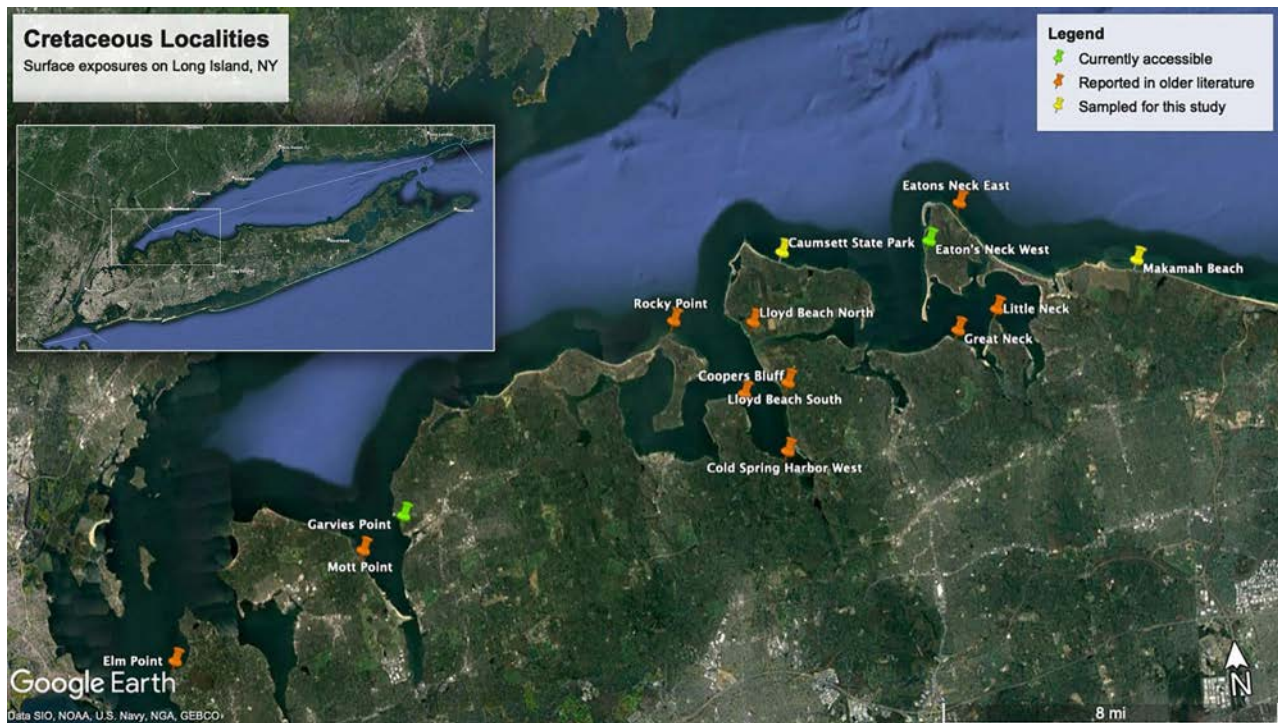 Cretaceous Localities
Surface exposures on Long Island, NY
Legend
Currently accessible
Reported in older literature
Sampled for this study
Eatons Neck East
Caumsett State Park
Eaton's Neck West
Makamah Beach
Rocky Point
Lloyd Beach North
Little Neck
Great Neck
Coopers Bluff
Lloyd Beach South
Cold Spring Harbor West
Garvies Point
Mott Point
Elm Point
Google Earth
Data SIO, NOAA, U.S. Navy, NGA, GEBCO
N
8 mi